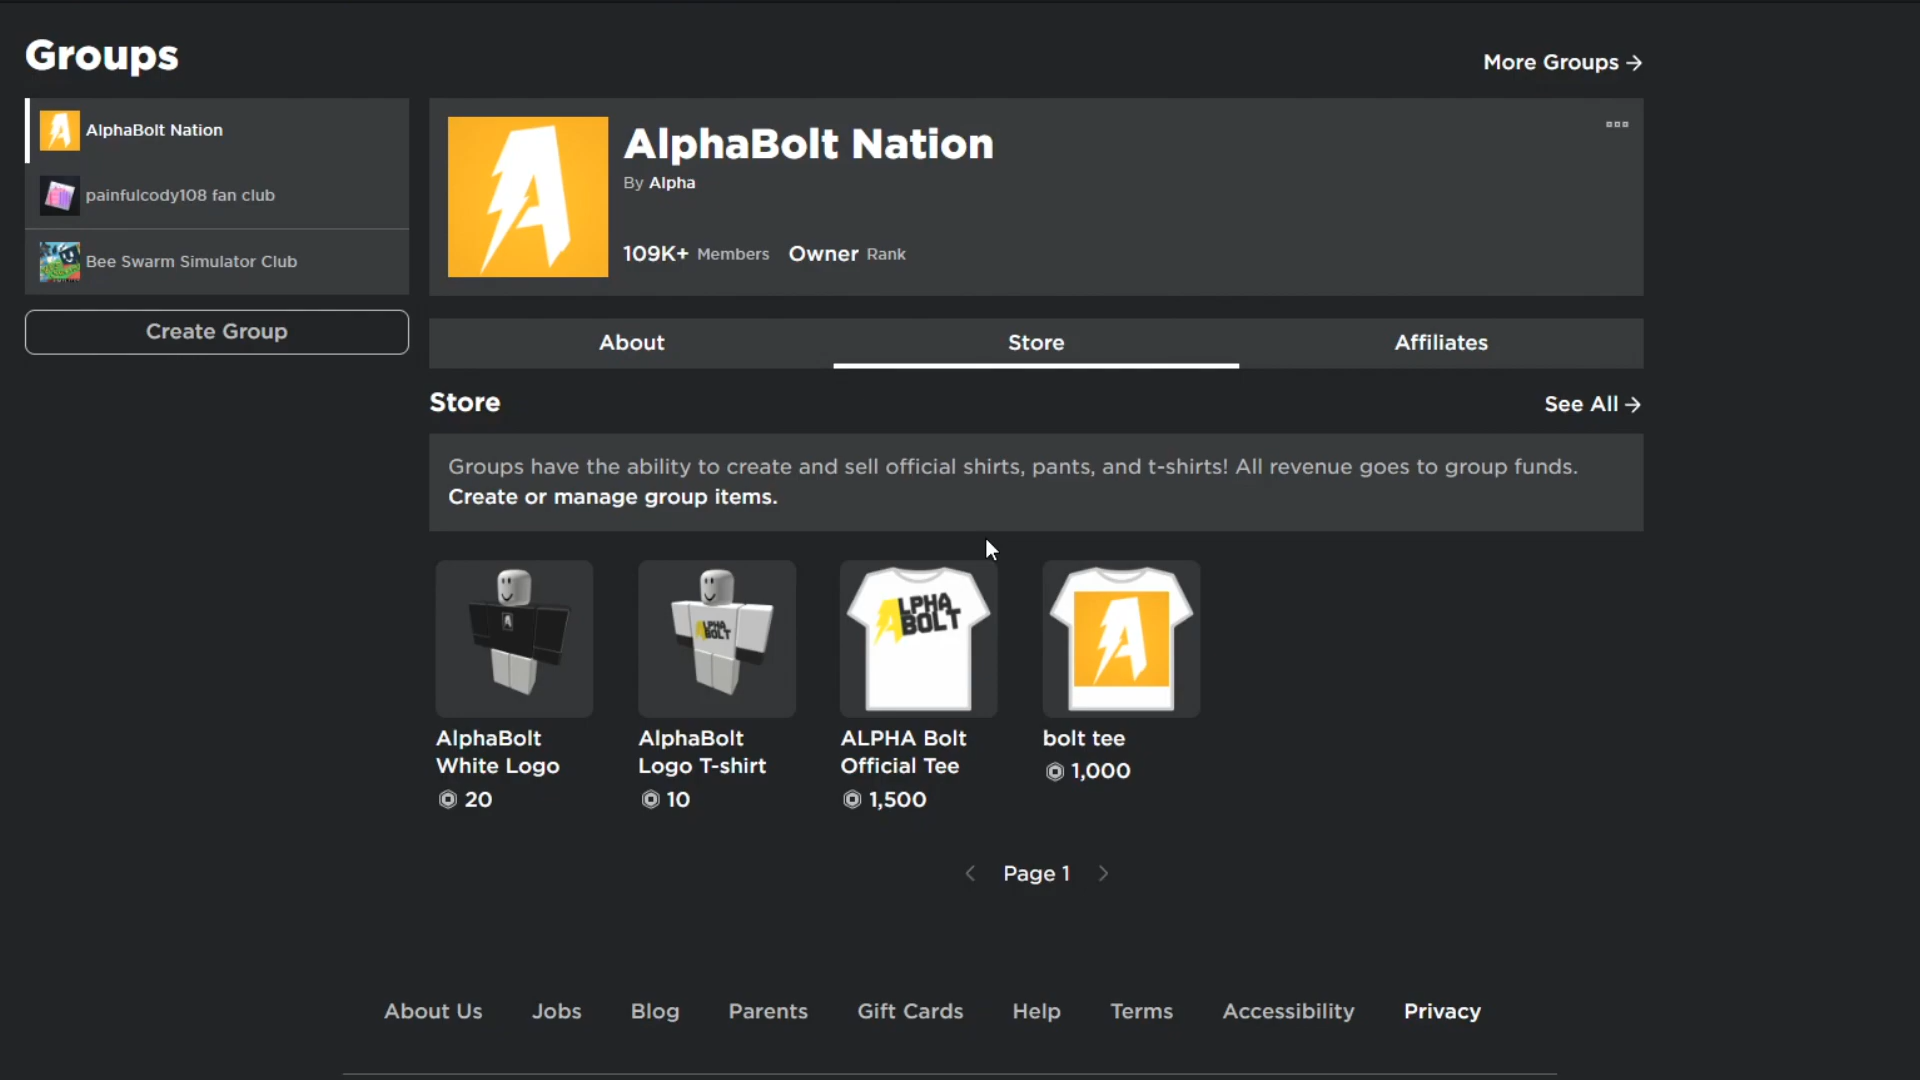 Groups
More Groups →
AlphaBolt Nation
painfulcody108 fan club
Bee Swarm Simulator Club
Create Group
AlphaBolt Nation
By Alpha
109K+ Members Owner Rank
About
Store
Affiliates
Store
See All →
Groups have the ability to create and sell official shirts, pants, and t-shirts! All revenue goes to group funds.
Create or manage group items.
ALPHA
BOLT
LPHA
BOLT
AlphaBolt
White Logo
20
AlphaBolt
Logo T-shirt
10
ALPHA Bolt
Official Tee
1,500
bolt tee
1,000
Page 1
About Us
Jobs
Blog
Parents
Gift Cards
Help
Terms
Accessibility
Privacy